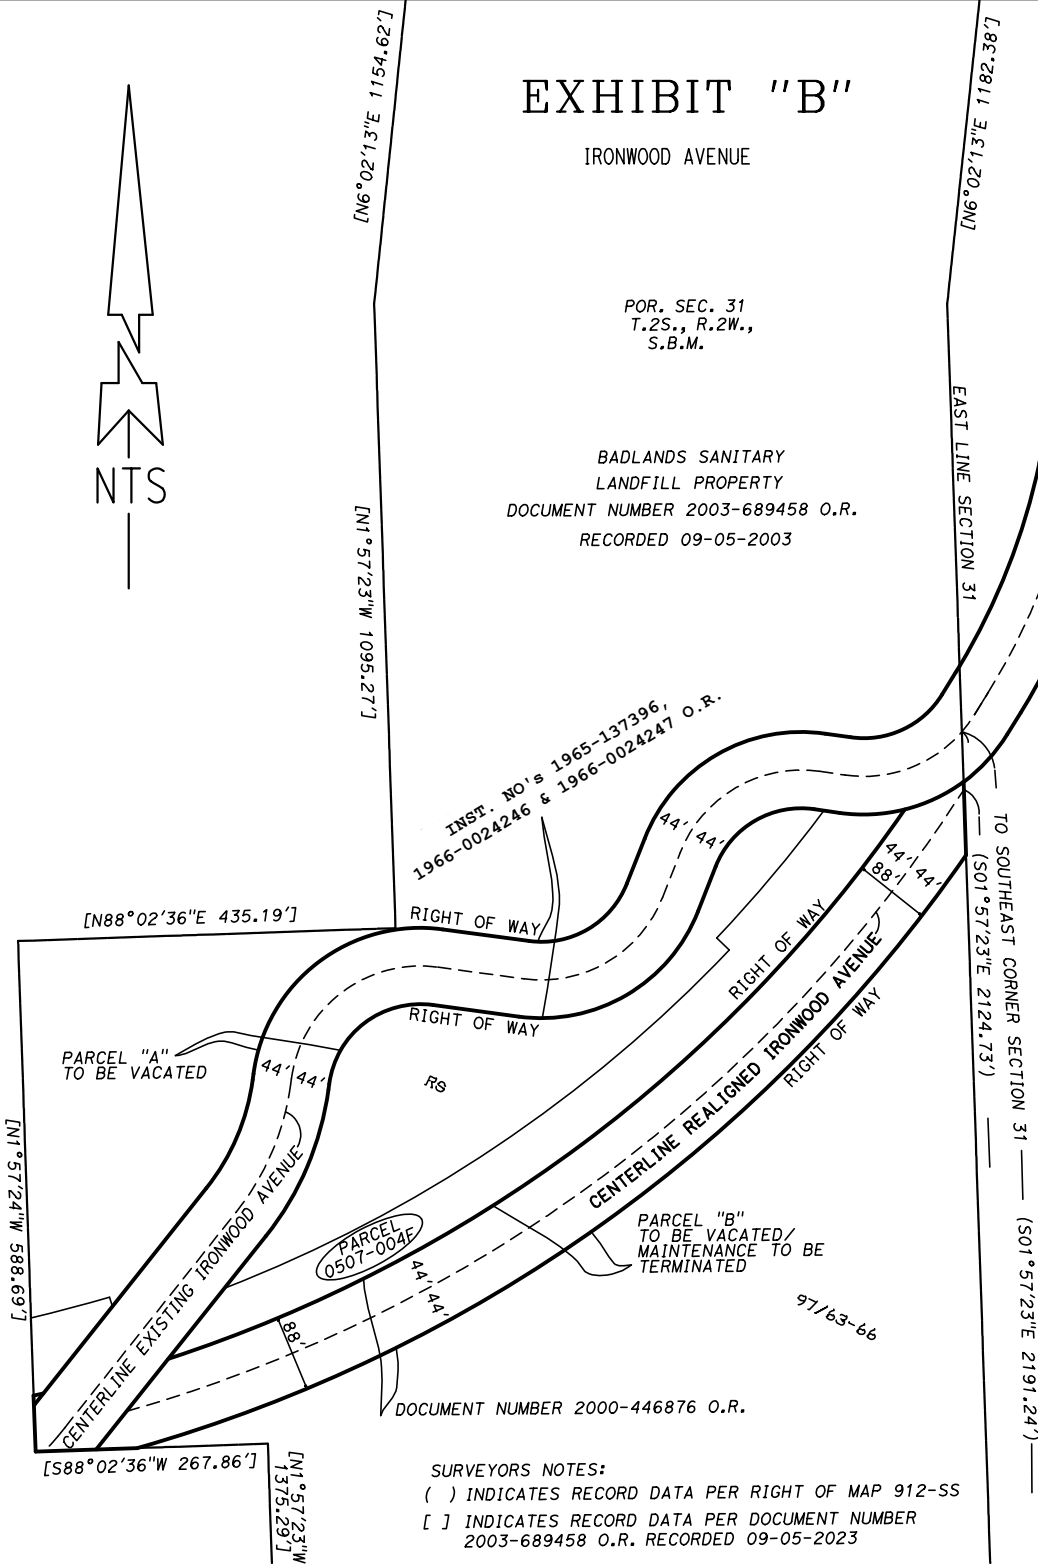 [N6°02'13"E 1154.62']
EXHIBIT "B"
IRONWOOD AVENUE
[N6°02'13"E 1182.38']
POR. SEC. 31
T.2S., R.2W.,
S.B.M.
NTS
EAST LINE SECTION 31
BADLANDS SANITARY
LANDFILL PROPERTY
DOCUMENT NUMBER 2003-689458 O.R.
RECORDED 09-05-2003
[N1°57'23"W 1095.27']
INST. NO's 1965-137396,
1966-0024246 & 1966-0024247 O.R.
44' 44'
44' 44'
88'
TO SOUTHEAST CORNER SECTION 31
(S01°57'23"E 2124.73')
(S01°57'23"E 2191.24')
[N88°02'36"E 435.19']
RIGHT OF WAY
RIGHT OF WAY
RIGHT OF WAY
CENTERLINE REALIGNED IRONWOOD AVENUE
RIGHT OF WAY
PARCEL "A"
TO BE VACATED
44' 44'
RS
[N1°57'24"W 588.69']
CENTERLINE EXISTING IRONWOOD AVENUE
PARCEL
0507-004F
44' 44'
88'
PARCEL "B"
TO BE VACATED/
MAINTENANCE TO BE
TERMINATED
97/63-66
DOCUMENT NUMBER 2000-446876 O.R.
[S88°02'36"W 267.86']
[N1°57'23"W
1375.29']
SURVEYORS NOTES:
( ) INDICATES RECORD DATA PER RIGHT OF MAP 912-SS
[ ] INDICATES RECORD DATA PER DOCUMENT NUMBER
2003-689458 O.R. RECORDED 09-05-2023